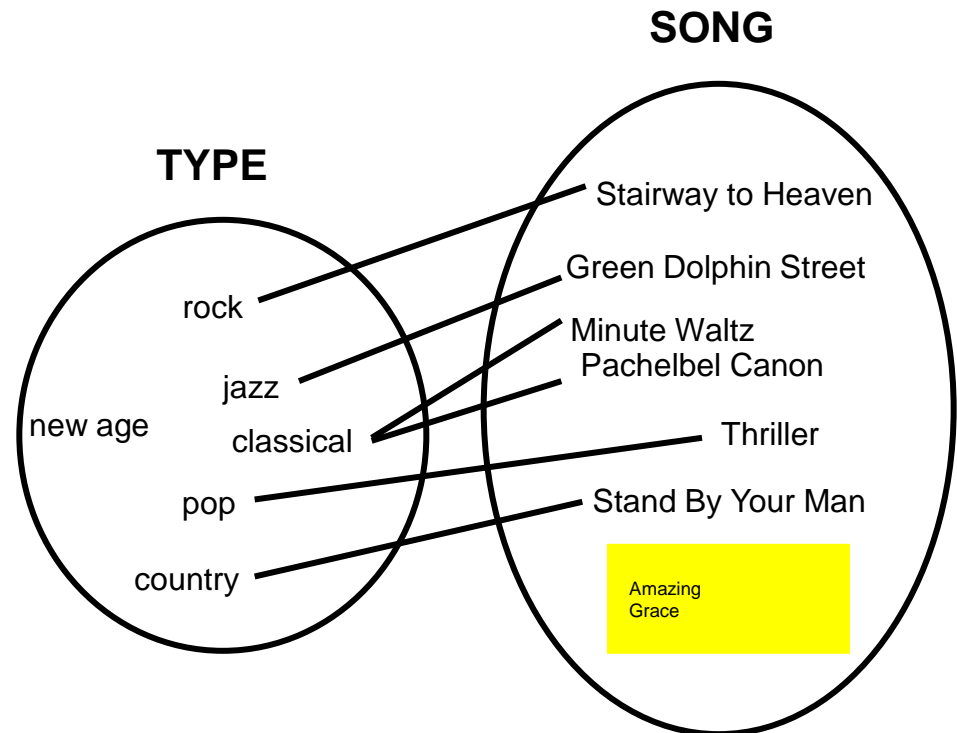 SONG
TYPE
Stairway to Heaven
Green Dolphin Street
rock
Minute Waltz
Pachelbel Canon
jazz
new age
classical
Thriller
pop
Stand By Your Man
country
Amazing
Grace